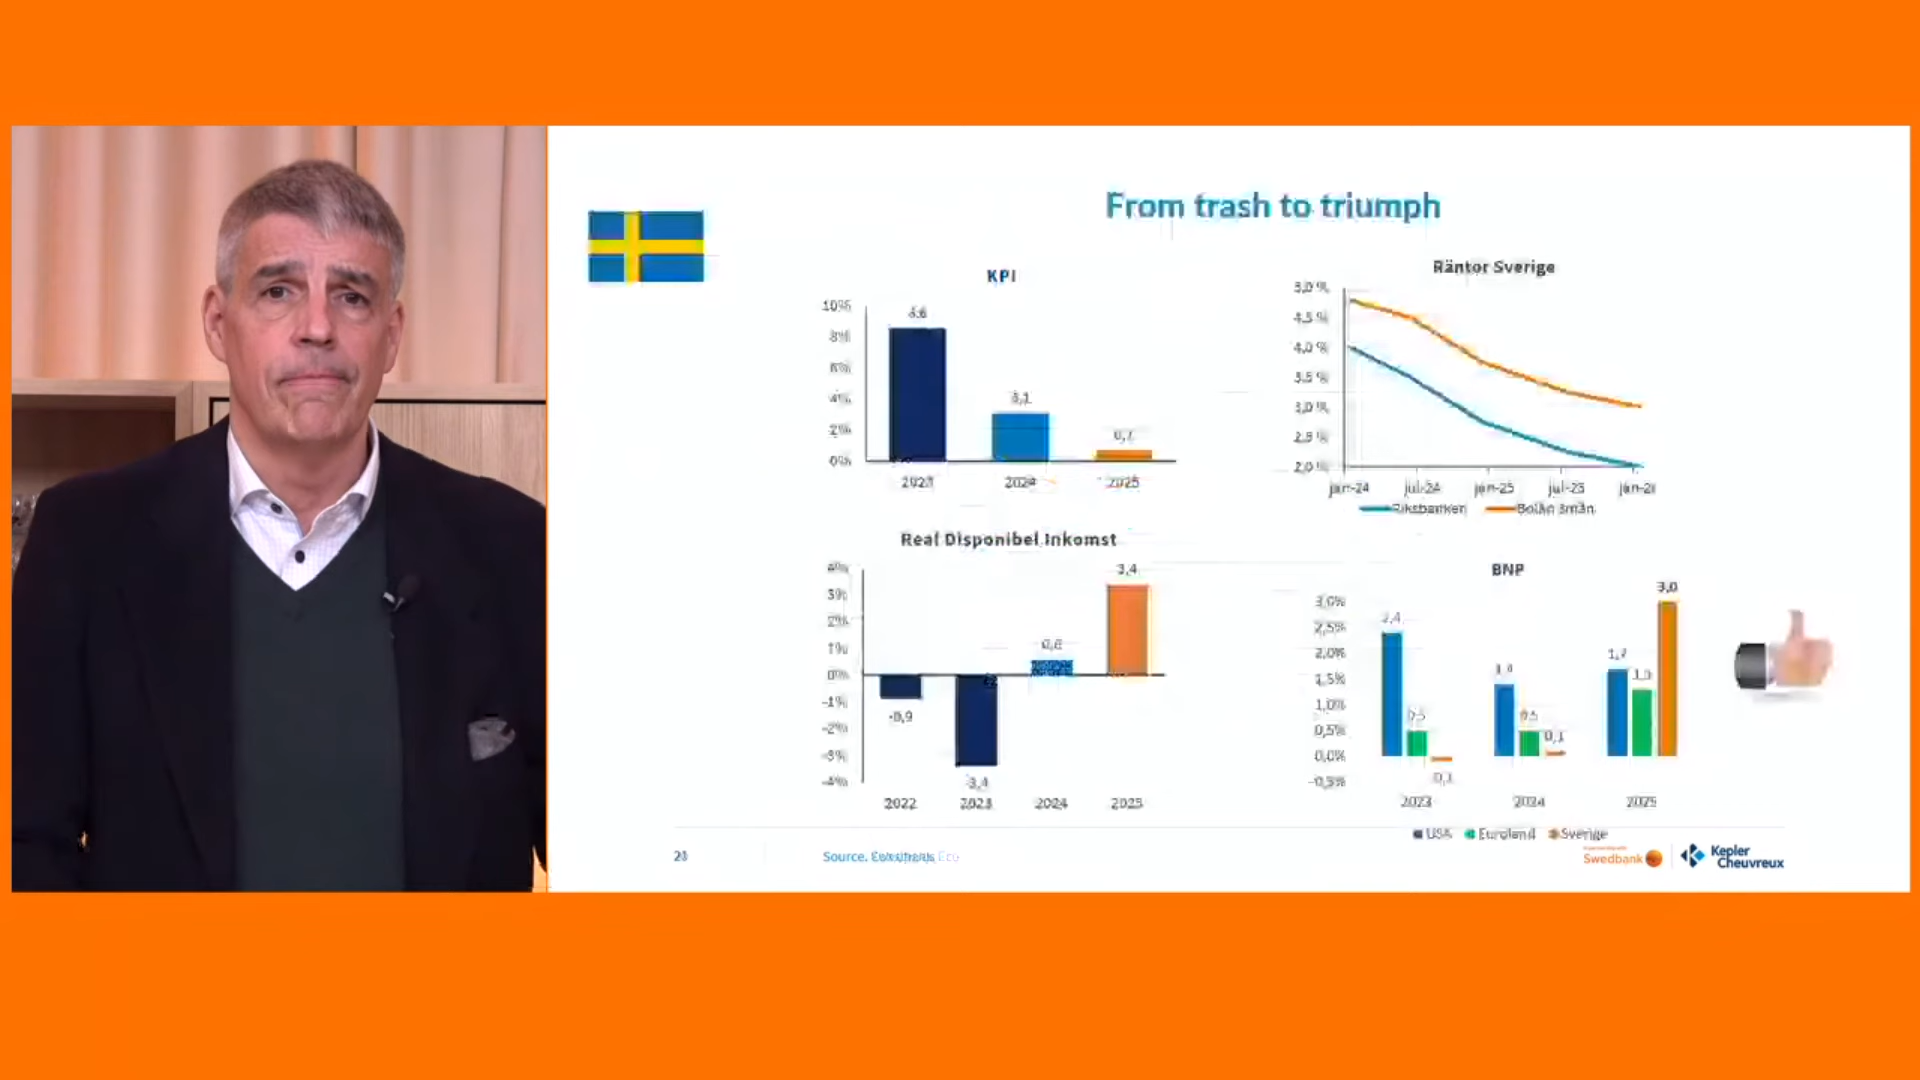 From trash to triumph
KPI
10%
8%
6%
4%
2%
0%
3,1
0,7
2023
2024
2025
Räntor Sverige
5,0 %
4,5 %
4,0 %
3,5 %
3,0 %
2,5 %
2,0 %
jan-24
jul-24
jan-25
jul-25
Riksbanken
Bolån 3mån
Real Disponibel Inkomst
4%
3%
2%
1%
0%
-1%
-2%
-3%
-4%
-0,9
-3,4
0,6
3,4
2022
2023
2024
2025
BNP
3,0%
2,5%
2,0%
1,5%
1,0%
0,5%
0,0%
-0,5%
2,4
0,5
1,4
0,5
0,1
1,7
3,0
2023
2024
2025
USA
Euroland
Sverige
Source.
Swedbank
Kepler
Cheuvreux